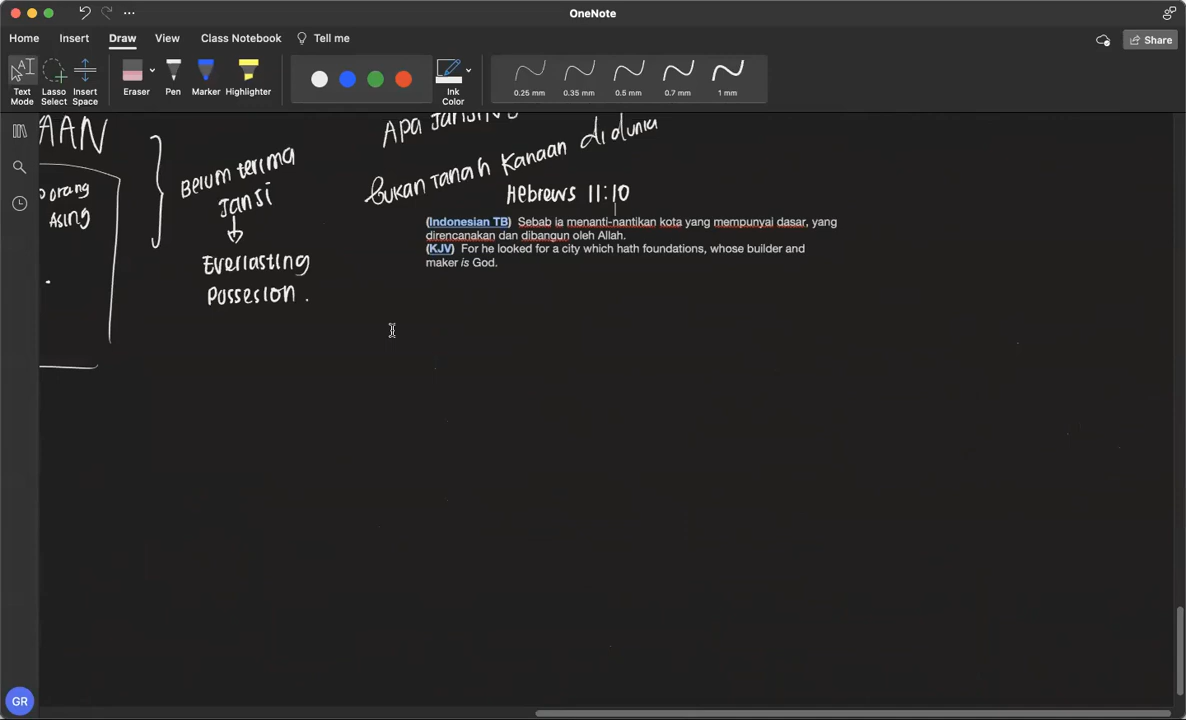 OneNote
Home Insert Draw View Class Notebook Tell me
Share
Text Mode
Lasso Select
Insert Space
Eraser
Pen
Marker
Highlighter
Ink Color
0.25 mm 0.35 mm 0.5 mm 0.7 mm 1 mm
AAN
orang
Asing
Belum terima
Janji
Everlasting
Possesion .
Apa
bukan Tanah Kanaan di dunia
Hebrews 11:10
(Indonesian TB) Sebab ia menanti-nantikan kota yang mempunyai dasar, yang
direncanakan dan dibangun oleh Allah.
(KJV) For he looked for a city which hath foundations, whose builder and
maker is God.
GR